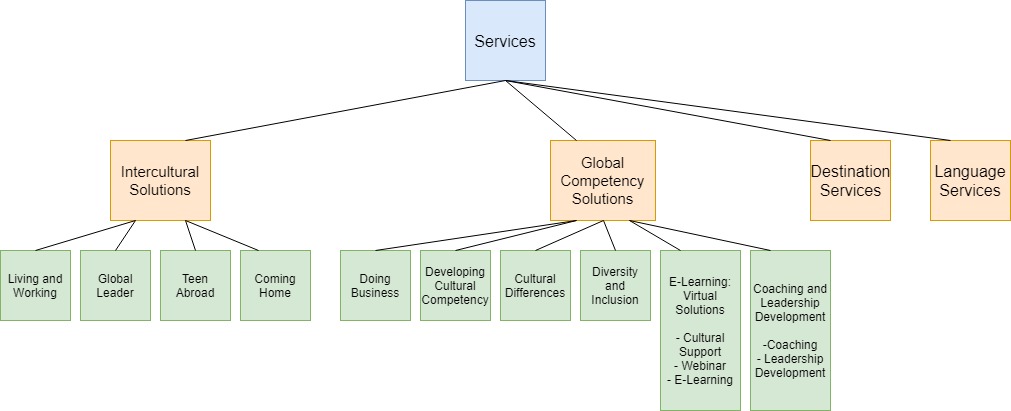 Services
Intercultural
Solutions
Global
Competency
Solutions
Destination
Services
Language
Services
Living and
Working
Global
Leader
Teen
Abroad
Coming
Home
Doing
Business
Developing
Cultural
Competency
Cultural
Differences
Diversity
and
Inclusion
E-Learning:
Virtual
Solutions
- Cultural
Support
- Webinar
- E-Learning
Coaching and
Leadership
Development
-Coaching
- Leadership
Development